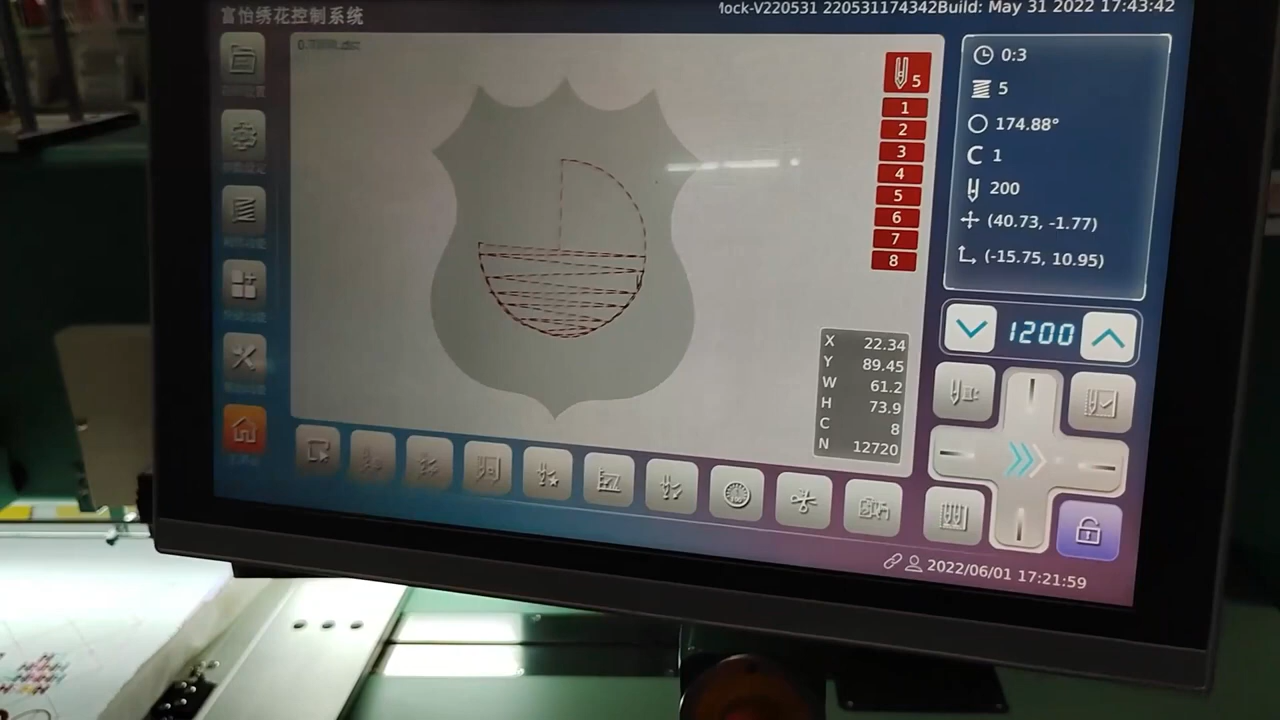 富怡绣花控制系统
lock-V220531 220531174342Build: May 31 2022 17:43:42
5
1
2
3
4
5
6
7
8
0:3
5
174.88°
C 1
200
(40.73, -1.77)
(-15.75, 10.95)
1200
X 22.34
Y 89.45
W 61.2
H 73.9
C 8
N 12720
2022/06/01 17:21:59